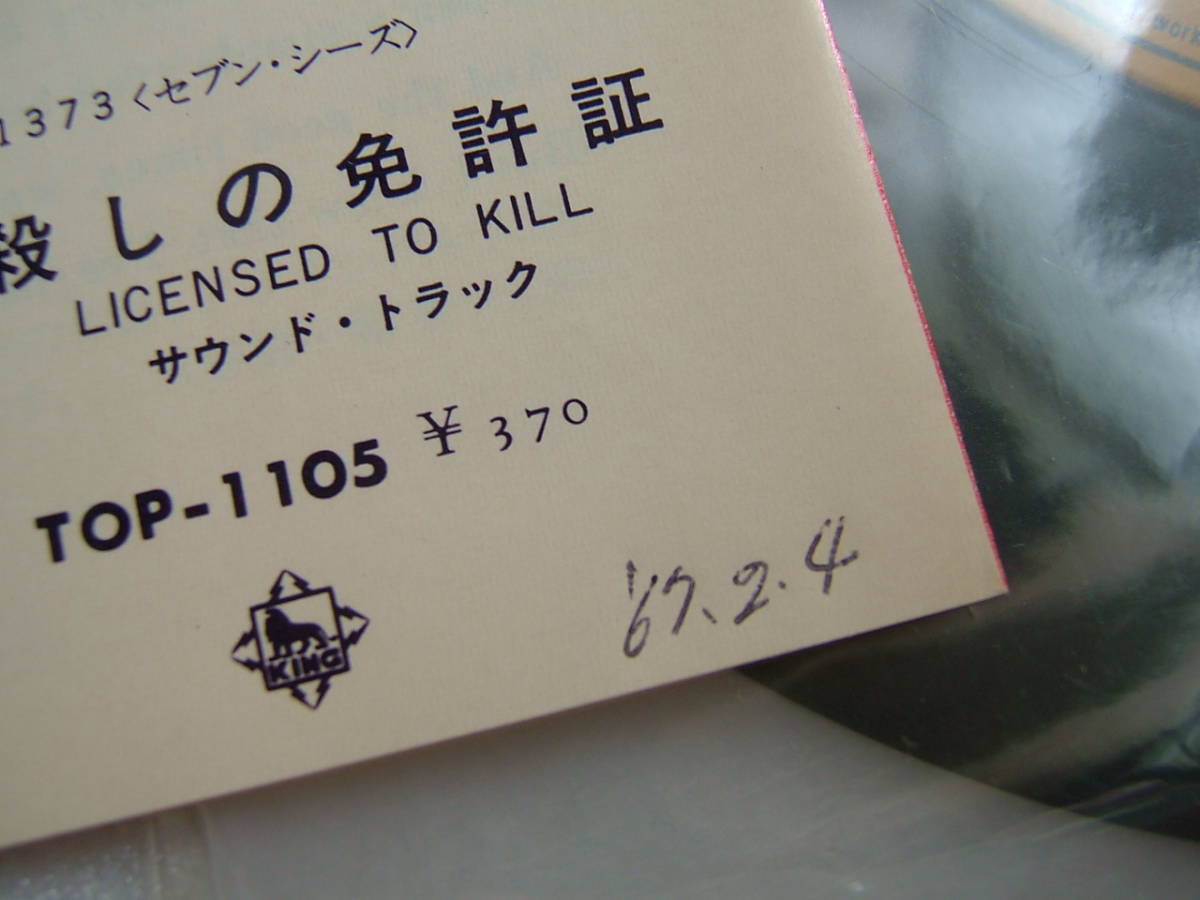 1373〈セブン・シーズ〉
殺しの免許証
LICENSED TO KILL
サウンド・トラック
TOP-1105 ¥370
KING
'67.2.4
work